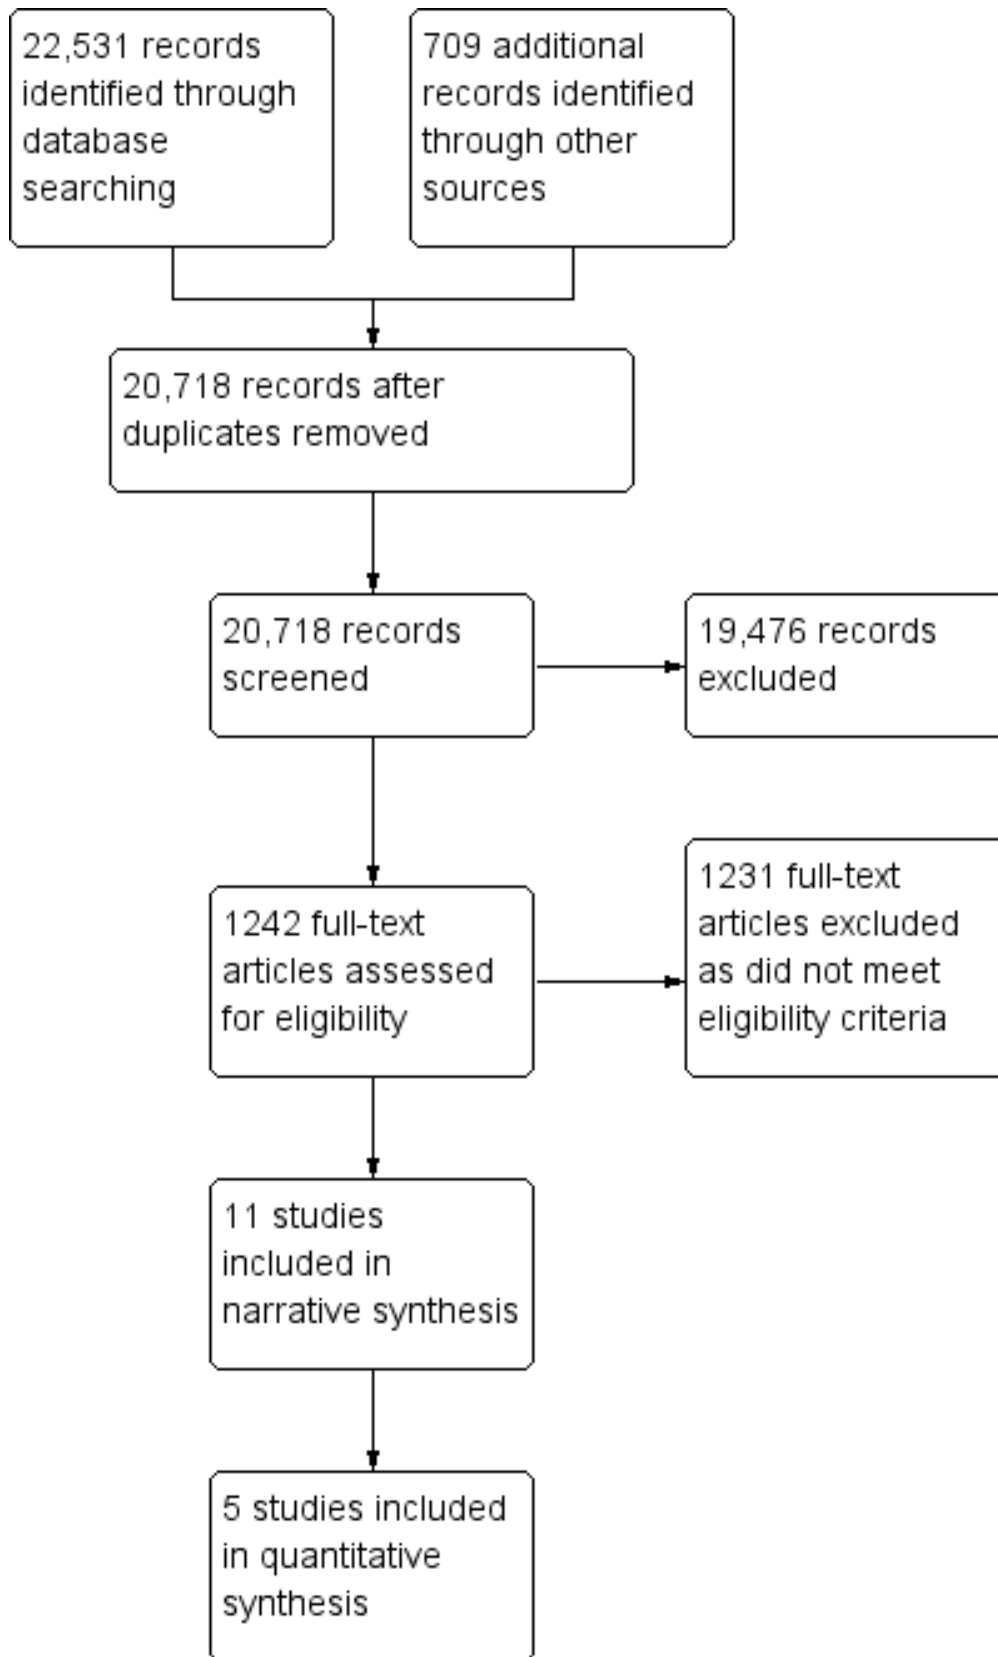 22,531 records
identified through
database
searching
709 additional
records identified
through other
sources
20,718 records after
duplicates removed
20,718 records
screened
19,476 records
excluded
1242 full-text
articles assessed
for eligibility
1231 full-text
articles excluded
as did not meet
eligibility criteria
11 studies
included in
narrative synthesis
5 studies included
in quantitative
synthesis